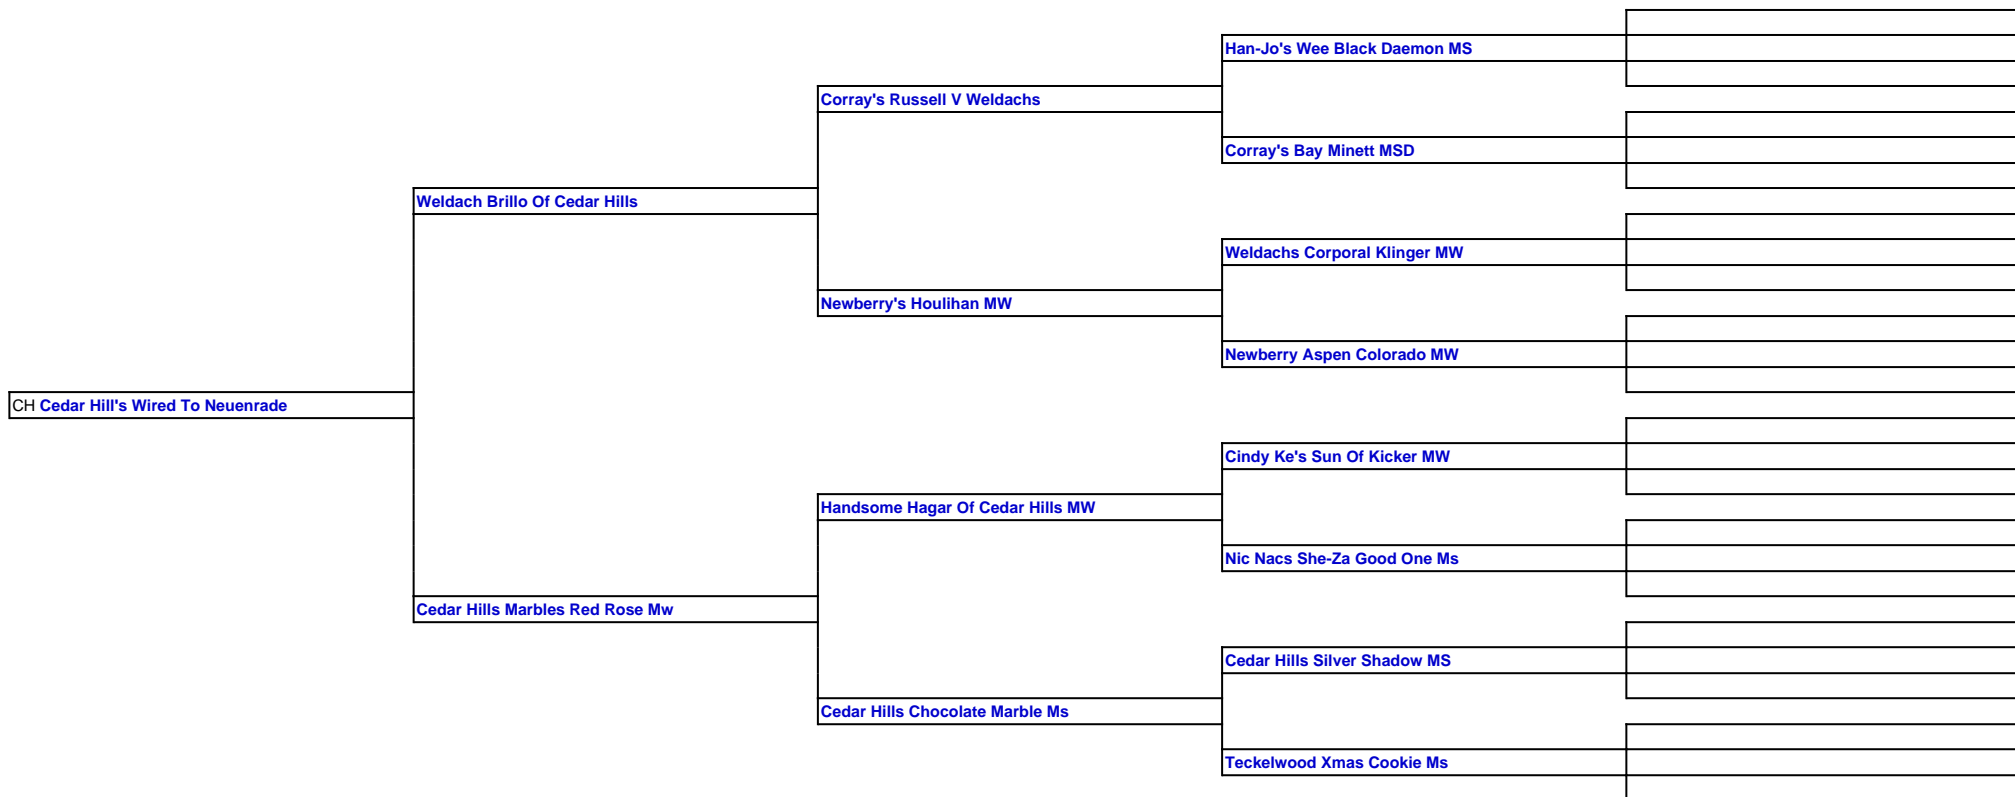 Han-Jo's Wee Black Daemon MS
Corray's Russell V Weldachs
Corray's Bay Minett MSD
Weldach Brillo Of Cedar Hills
Weldachs Corporal Klinger MW
Newberry's Houlihan MW
Newberry Aspen Colorado MW
CH Cedar Hill's Wired To Neuenrade
Cindy Ke's Sun Of Kicker MW
Handsome Hagar Of Cedar Hills MW
Nic Nacs She-Za Good One Ms
Cedar Hills Marbles Red Rose Mw
Cedar Hills Silver Shadow MS
Cedar Hills Chocolate Marble Ms
Teckelwood Xmas Cookie Ms